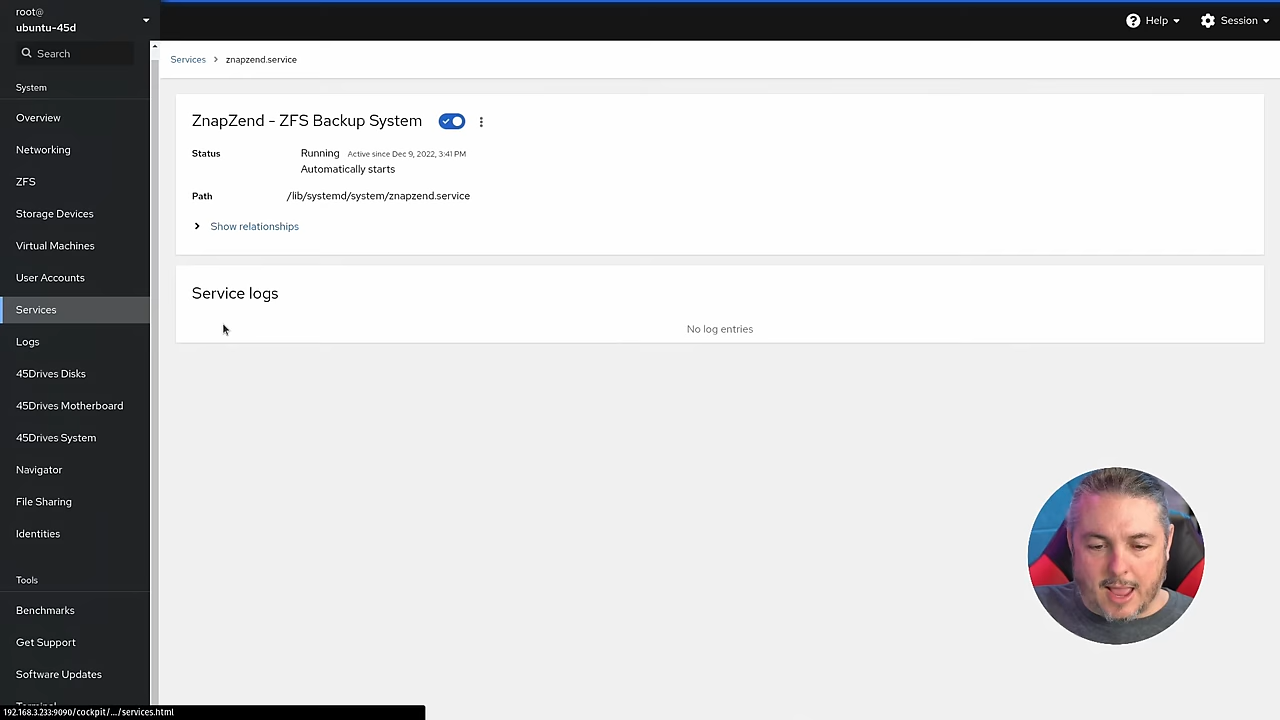 root@
ubuntu-45d
Help
Session
Search
Services > znapzend.service
System
Overview
Networking
ZFS
Storage Devices
Virtual Machines
User Accounts
Services
Logs
45Drives Disks
45Drives Motherboard
45Drives System
Navigator
File Sharing
Identities
Tools
Benchmarks
Get Support
Software Updates
Terminal
ZnapZend - ZFS Backup System
Status
Running Active since Dec 9, 2022, 3:41 PM
Automatically starts
Path
/lib/systemd/system/znapzend.service
Show relationships
Service logs
No log entries
192.168.3.233:9090/cockpit/.../services.html